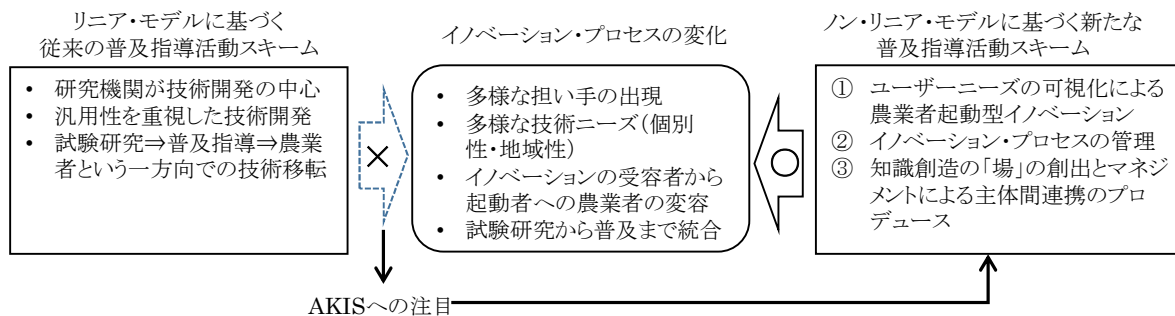 リニア・モデルに基づく
従来の普及指導活動スキーム
• 研究機関が技術開発の中心
• 汎用性を重視した技術開発
• 試験研究⇒普及指導⇒農業
者という一方向での技術移転
×
イノベーション・プロセスの変化
• 多様な担い手の出現
• 多様な技術ニーズ(個別
性・地域性)
• イノベーションの受容者から
起動者への農業者の変容
• 試験研究から普及まで統合
○
ノン・リニア・モデルに基づく新たな
普及指導活動スキーム
① ユーザーニーズの可視化による
農業者起動型イノベーション
② イノベーション・プロセスの管理
③ 知識創造の「場」の創出とマネジ
メントによる主体間連携のプロ
デュース
AKISへの注目